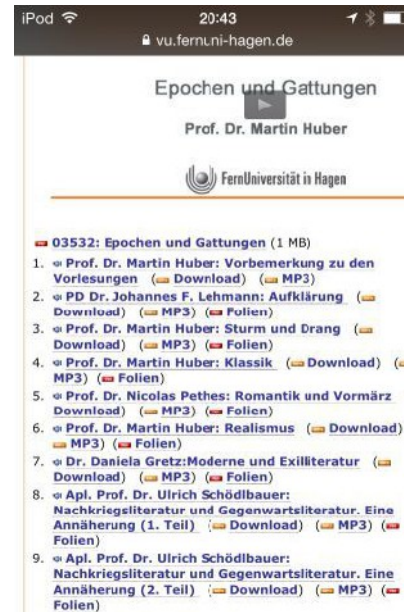 iPod 20:43
vu.fernuni-hagen.de
Epochen und Gattungen
Prof. Dr. Martin Huber
FernUniversität in Hagen
03532: Epochen und Gattungen (1 MB)
1. Prof. Dr. Martin Huber: Vorbemerkung zu den
Vorlesungen (Download) (MP3)
2. PD Dr. Johannes F. Lehmann: Aufklärung (
Download) (MP3) (Folien)
3. Prof. Dr. Martin Huber: Sturm und Drang (
Download) (MP3) (Folien)
4. Prof. Dr. Martin Huber: Klassik (Download) (
MP3) (Folien)
5. Prof. Dr. Nicolas Pethes: Romantik und Vormärz
Download) (MP3) (Folien)
6. Prof. Dr. Martin Huber: Realismus (Download)
MP3) (Folien)
7. Dr. Daniela Gretz:Moderne und Exilliteratur (
Download) (MP3) (Folien)
8. Apl. Prof. Dr. Ulrich Schödlbauer:
Nachkriegsliteratur und Gegenwartsliteratur. Eine
Annäherung (1. Teil) (Download) (MP3) (
Folien)
9. Apl. Prof. Dr. Ulrich Schödlbauer:
Nachkriegsliteratur und Gegenwartsliteratur. Eine
Annäherung (2. Teil) (Download) (MP3) (
Folien)